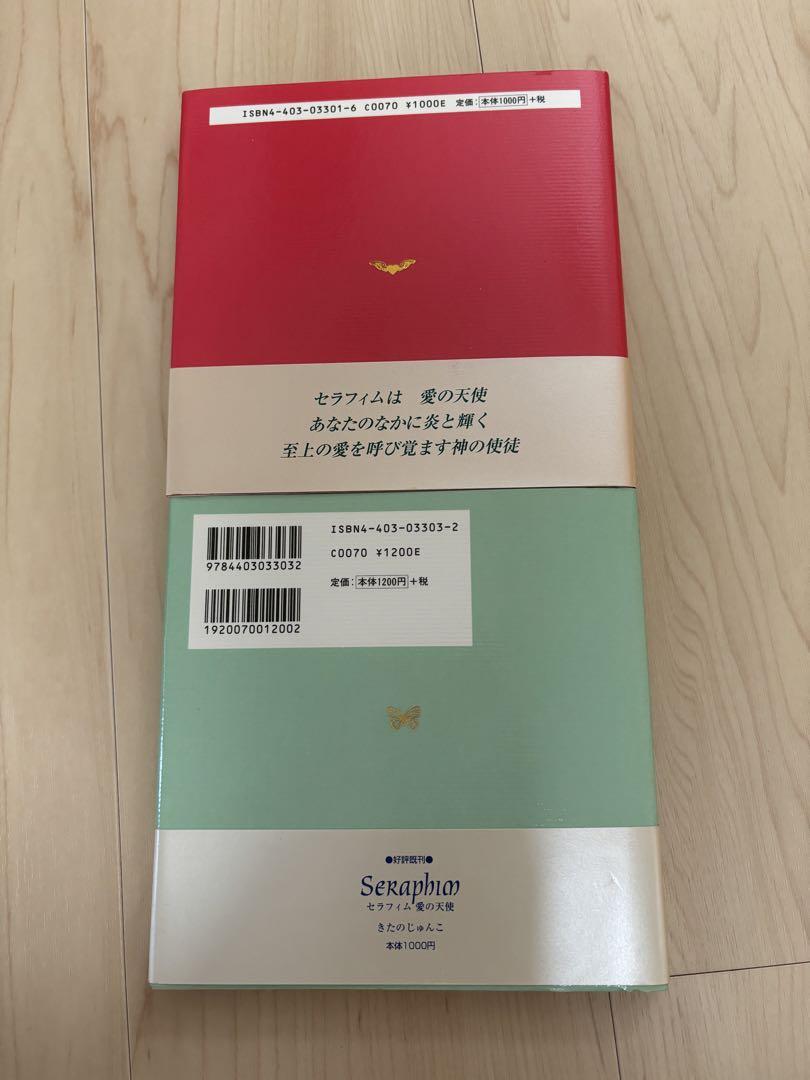 ISBN4-403-03301-6 C0070 ¥1000E 定価:本体1000円+税
セラフィムは 愛の天使
あなたのなかに炎と輝く
至上の愛を呼び覚ます神の使徒
ISBN4-403-03303-2
9784403033032
C0070 ¥1200E
定価:本体1200円+税
1920070012002
●好評既刊●
Seraphim
セラフィム 愛の天使
きたのじゅんこ
本体1000円